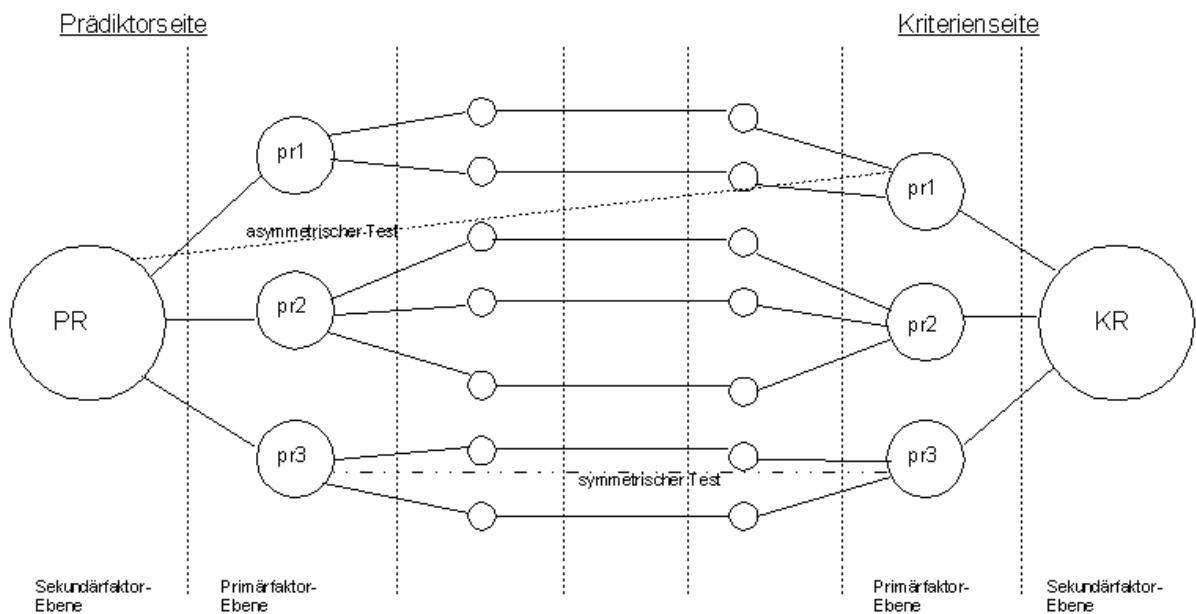 Prädiktorseite
Kriterienseite
pr1
pr1
asymmetrischer-Test
PR
pr2
pr2
KR
pr3
pr3
symmetrischer Test
Sekundärfaktor-
Ebene
Primärfaktor-
Ebene
Primärfaktor-
Ebene
Sekundärfaktor-
Ebene